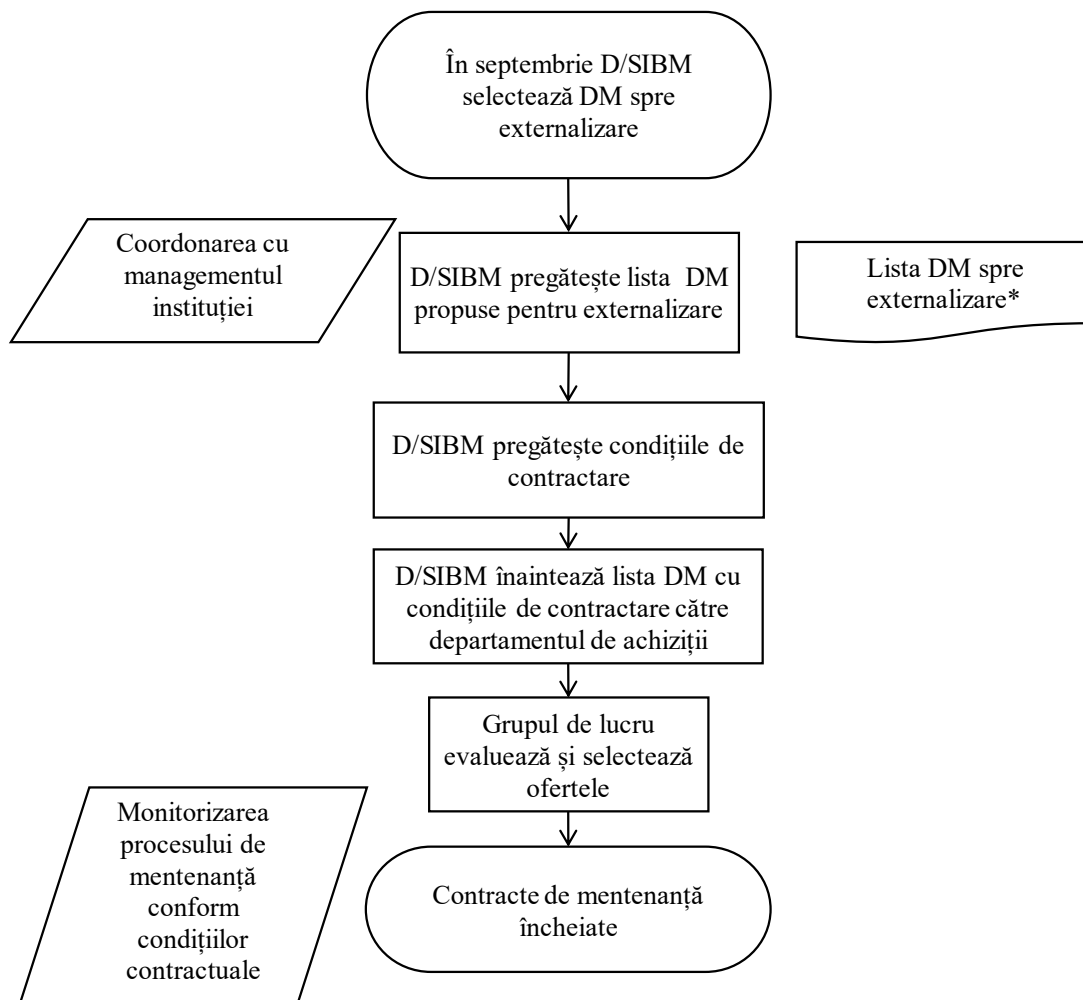 În septembrie D/SIBM
selectează DM spre
externalizare
Coordonarea cu
managementul
instituției
D/SIBM pregătește lista DM
propuse pentru externalizare
Lista DM spre
externalizare*
D/SIBM pregătește condițiile de
contractare
D/SIBM înaintează lista DM cu
condițiile de contractare către
departamentul de achiziții
Grupul de lucru
evaluează și selectează
ofertele
Monitorizarea
procesului de
mentenanță
conform
condițiilor
contractuale
Contracte de mentenanță
încheiate